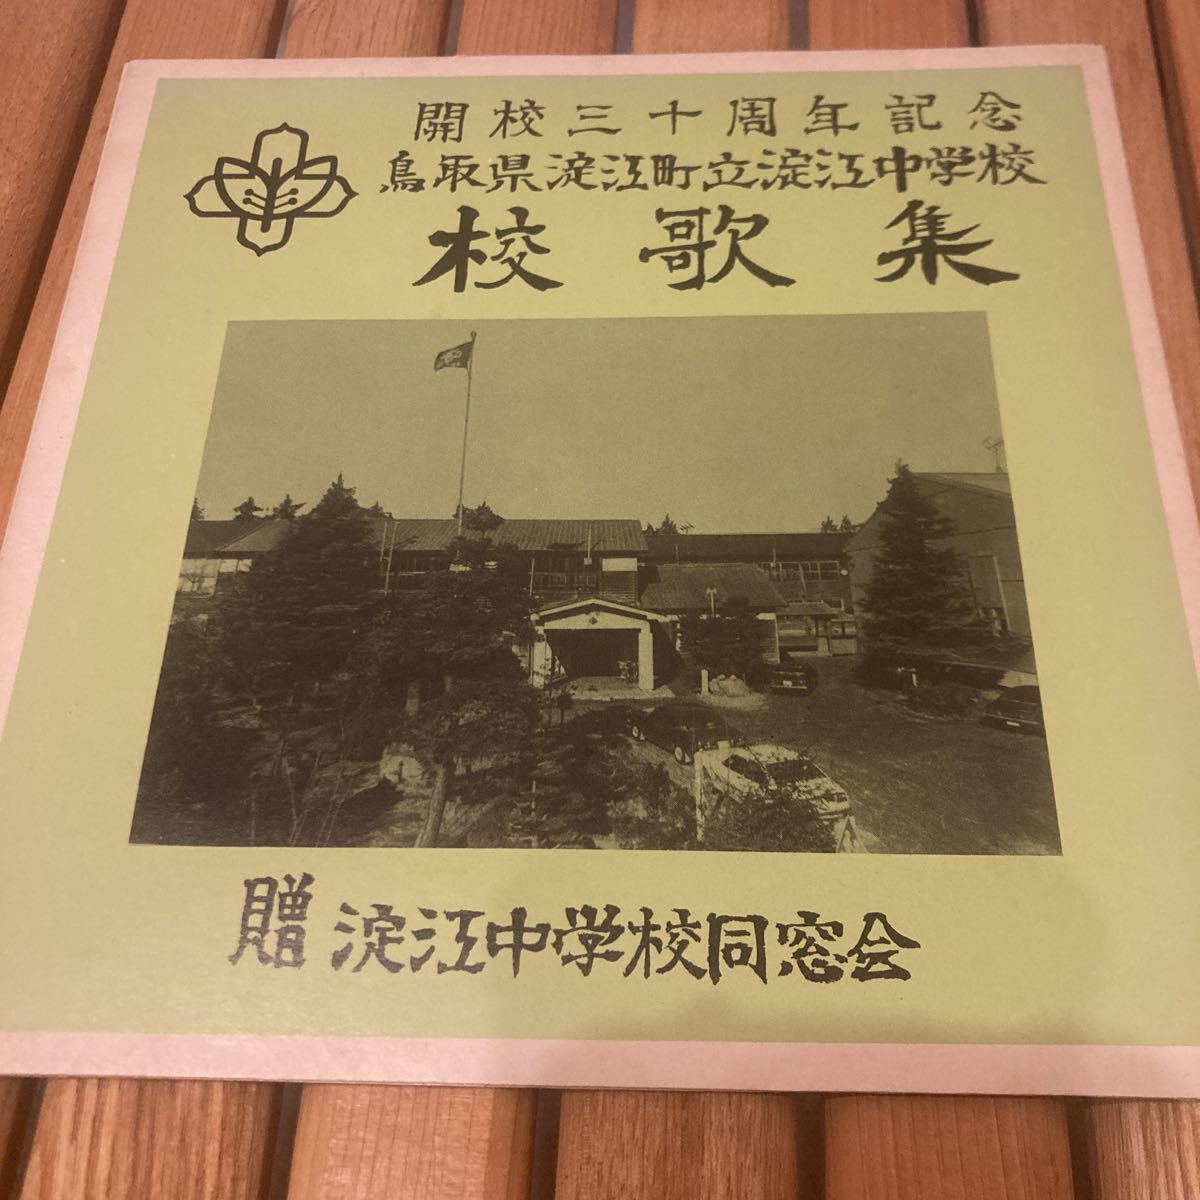 開校三十周年記念
鳥取県淀江町立淀江中学校
校歌集
贈 淀江中学校同窓会